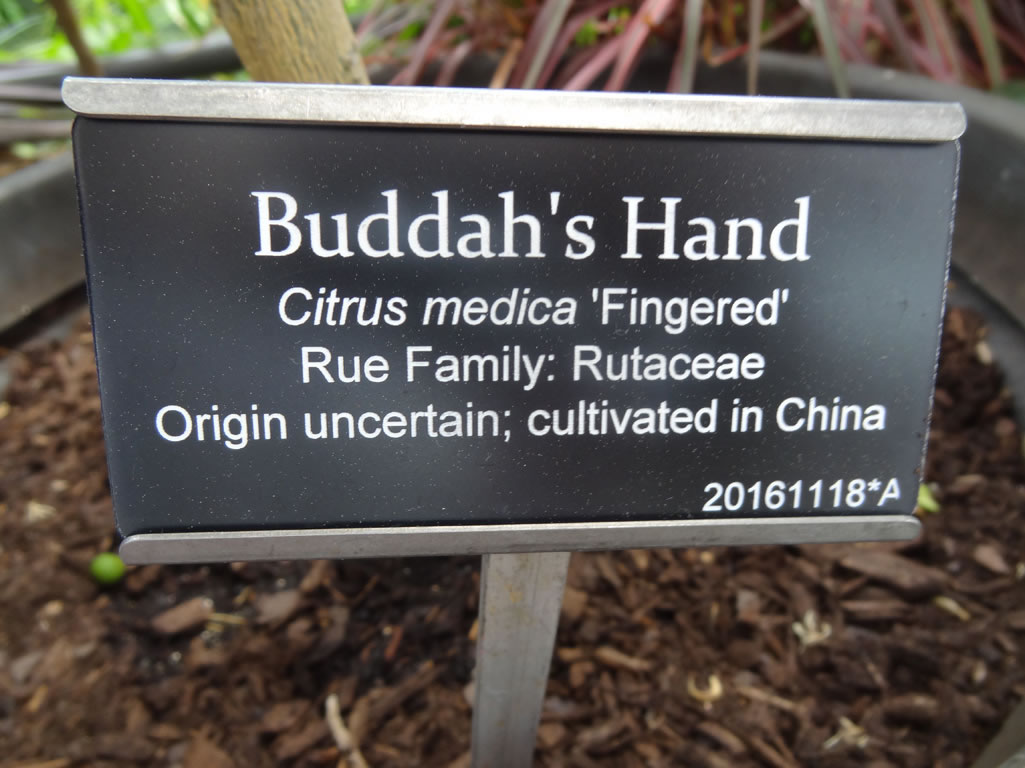 Buddah's Hand
Citrus medica 'Fingered'
Rue Family: Rutaceae
Origin uncertain; cultivated in China
20161118*A